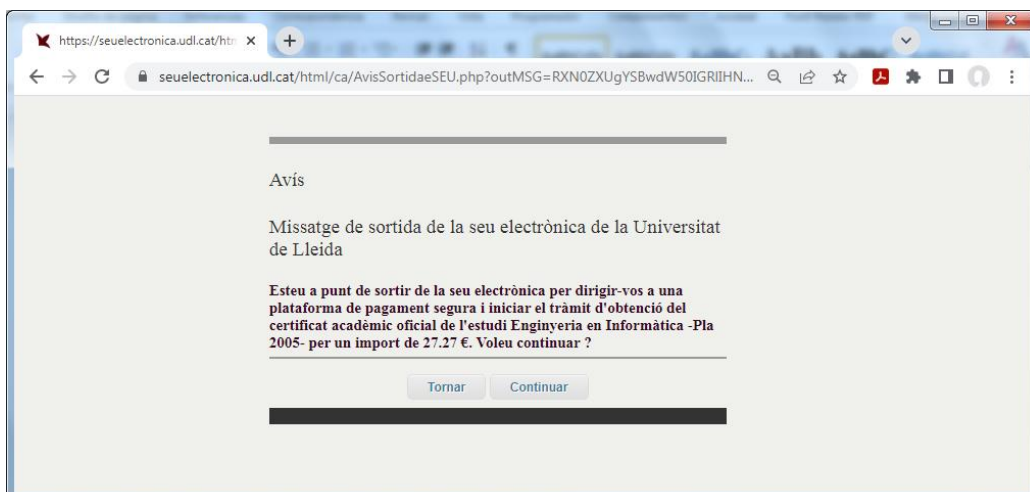 https://seuelectronica.udl.cat/htm
seuelectronica.udl.cat/html/ca/AvisSortidaeSEU.php?outMSG=RXN0ZXUgYSBwdW50IGRlIHN...
Avís
Missatge de sortida de la seu electrònica de la Universitat
de Lleida
Esteu a punt de sortir de la seu electrònica per dirigir-vos a una
plataforma de pagament segura i iniciar el tràmit d'obtenció del
certificat acadèmic oficial de l'estudi Enginyeria en Informàtica -Pla
2005- per un import de 27.27 €. Voleu continuar ?
Tornar Continuar